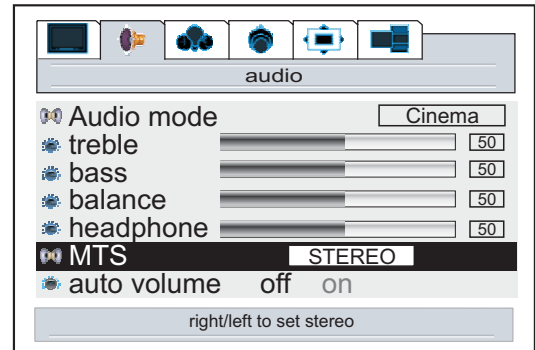 audio
Audio mode Cinema
treble 50
bass 50
balance 50
headphone 50
MTS STEREO
auto volume off on
right/left to set stereo